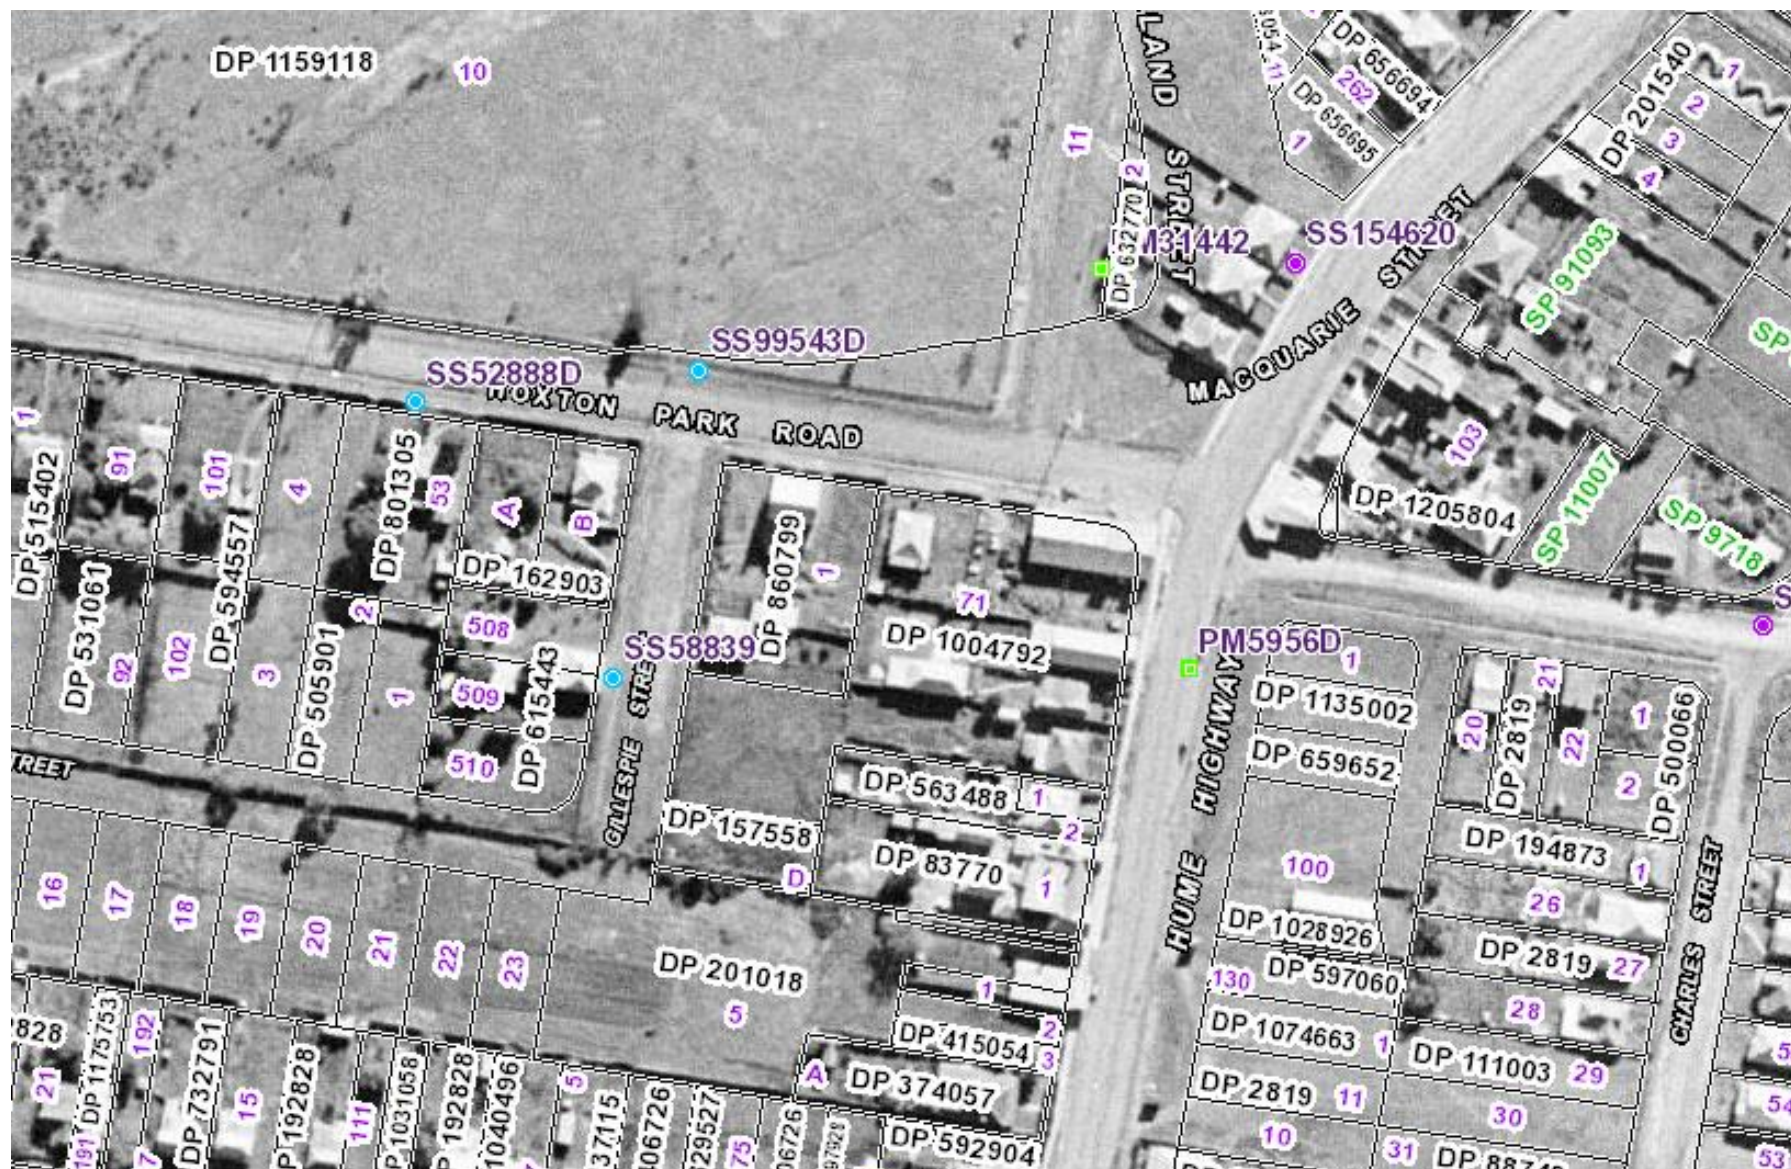 DP 1159118
10
LAND STREET
11
2
DP 632770
SS154620
DP 656694
262
DP 656695
1
11
DP 201540
1
2
3
4
MACQUARIE STREET
SP 91093
SS99543D
SS52888D
HOXTON PARK ROAD
103
DP 1205804
SP 11007
SP 9718
1
DP 515402
91
101
4
DP 801305
53
A
B
DP 162903
DP 594557
DP 860799
1
71
DP 1004792
DP 531061
92
102
3
DP 505901
2
1
508
509
510
DP 615443
SS58839
GILLESPIE
PM5956D
1
DP 1135002
DP 659652
HUME HIGHWAY
20
DP 2819
21
22
1
2
DP 500066
DP 563488
1
2
DP 157558
D
DP 83770
1
DP 194873
1
CHARLES STREET
16
17
18
19
20
21
22
23
DP 201018
5
100
DP 1028926
26
DP 2819
27
130
DP 597060
28
1
2
DP 415054
3
DP 1074663
1
DP 111003
29
A
DP 374057
DP 2819
11
30
10
31
DP 592904
21
DP 1175753
192
DP 732791
15
DP 192828
111
DP 1031058
DP 192828
1040496
5
75
191
7
53